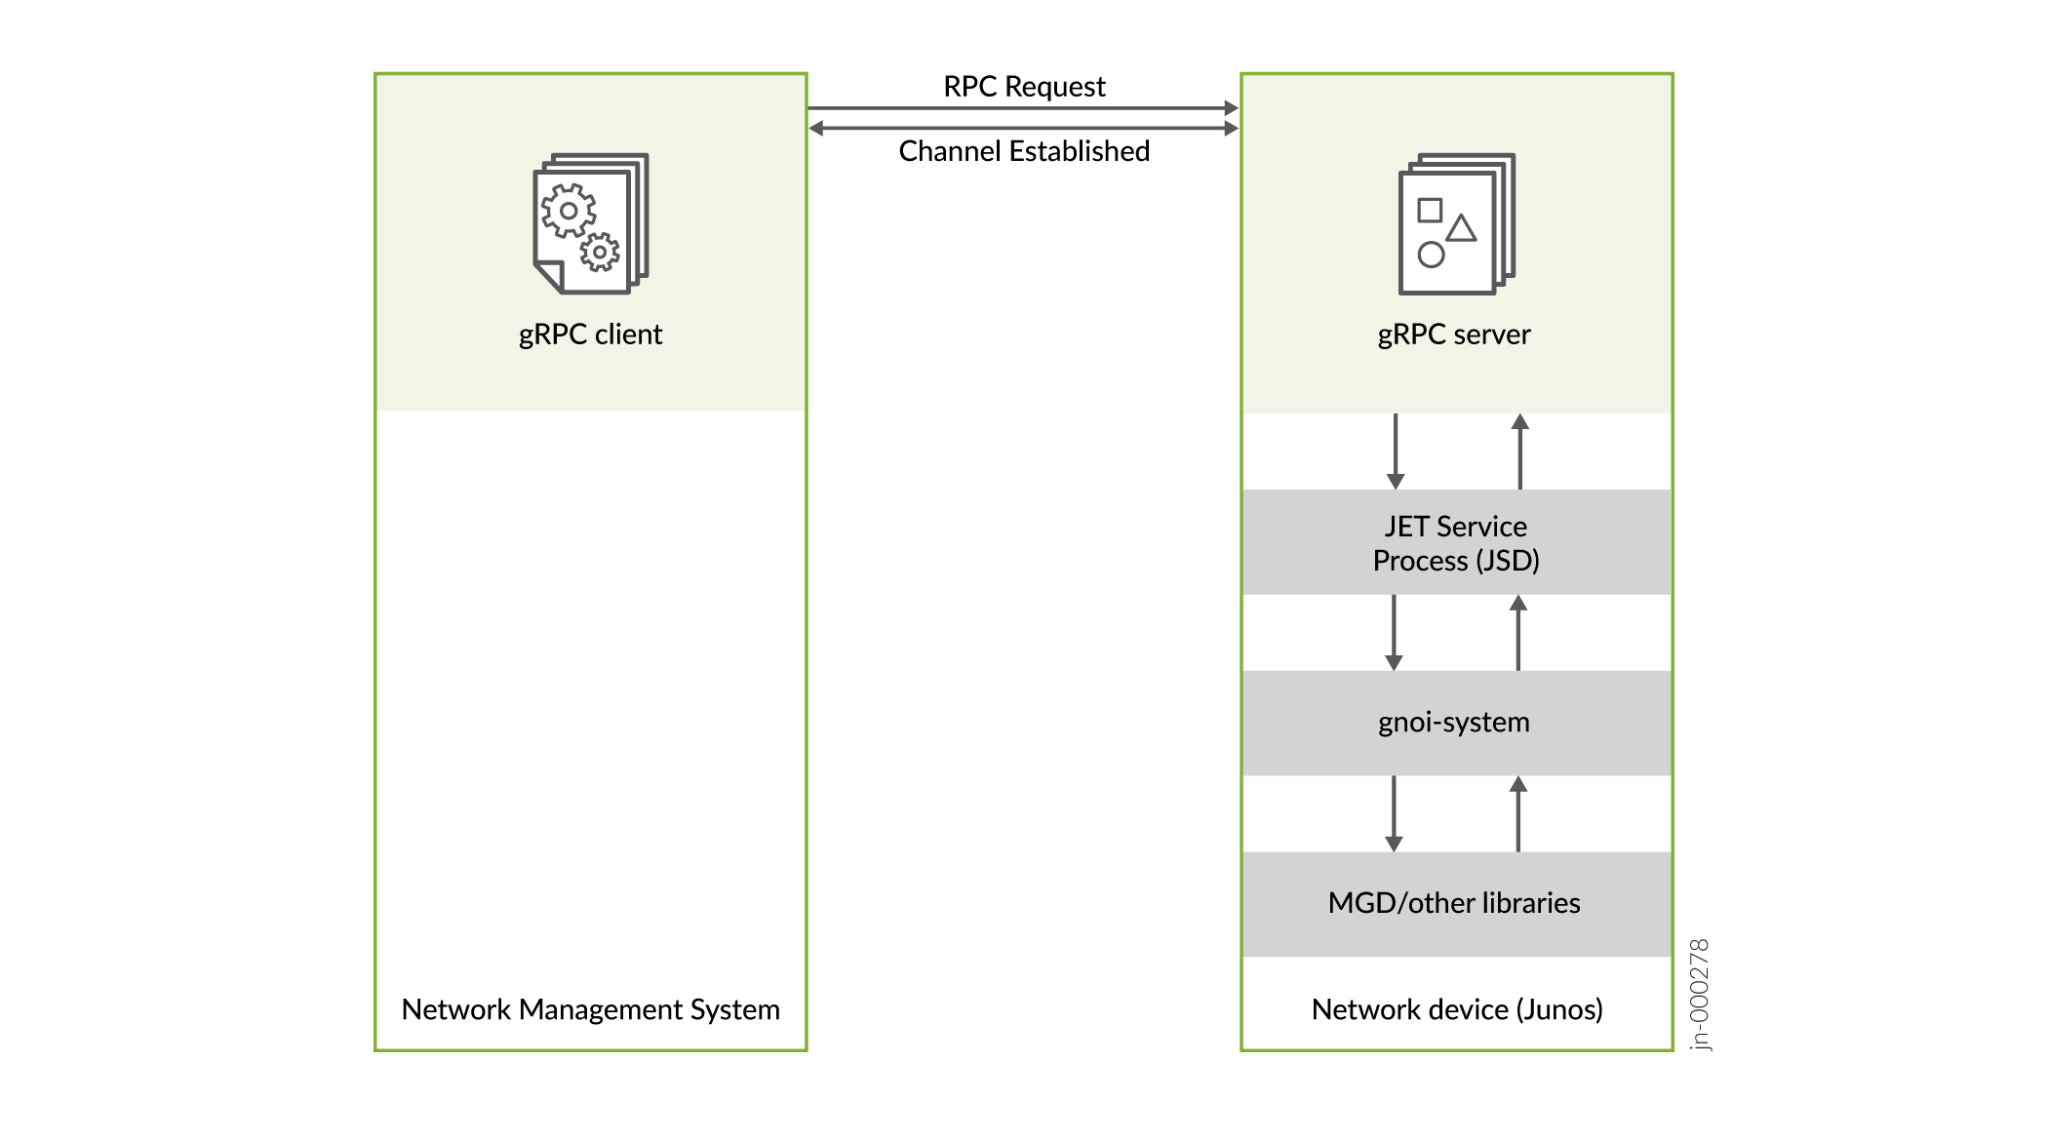 RPC Request
Channel Established
gRPC client
gRPC server
JET Service
Process (JSD)
gnoi-system
MGD/other libraries
Network Management System
Network device (Junos)
jn-000278